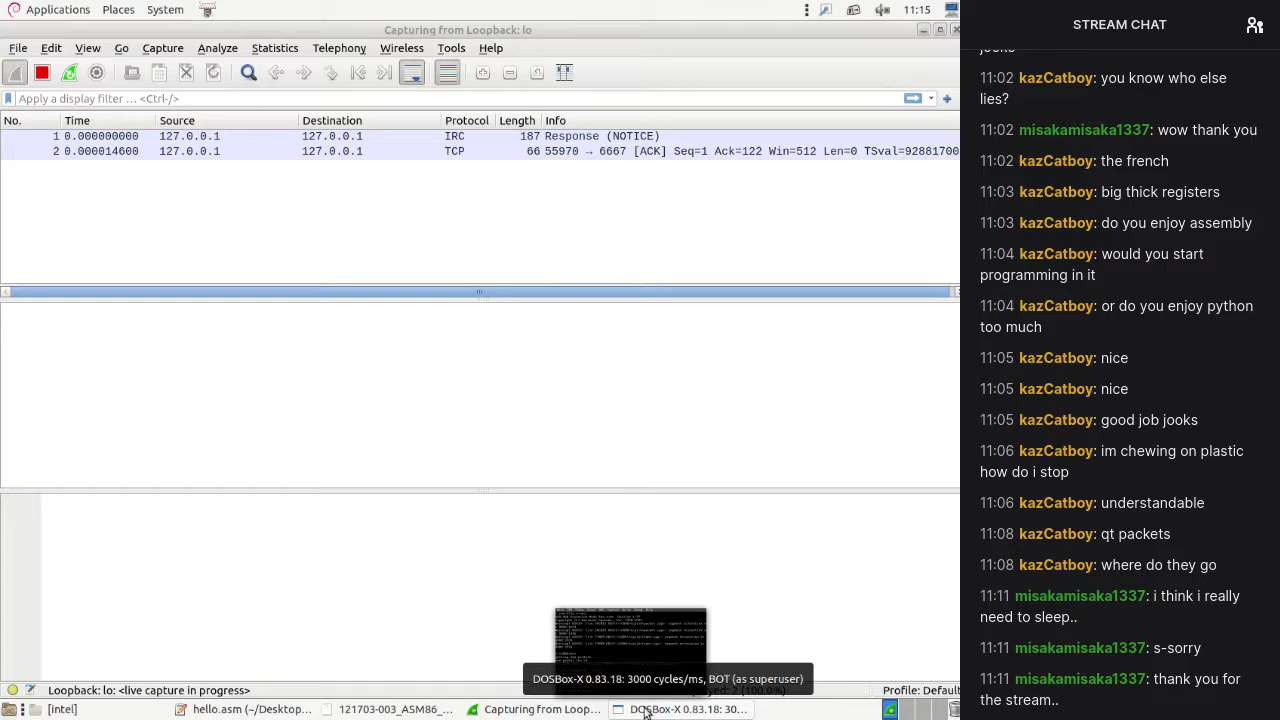 Applications Places System 11:15
Capturing from Loopback: lo
File Edit View Go Capture Analyze Statistics Telephony Wireless Tools Help
Apply a display filter ... <Ctrl-/>
No. Time Source Destination Protocol Length Info
1 0.000000000 127.0.0.1 127.0.0.1 IRC 187 Response (NOTICE)
2 0.000014600 127.0.0.1 127.0.0.1 TCP 66 55970 → 6667 [ACK] Seq=1 Ack=122 Win=512 Len=0 TSval=92881700
DOSBox-X 0.83.18: 3000 cycles/ms, BOT (as superuser)
Loopback: lo: <live capture in progress>
Profile: Default
[intel]
hello.asm
121703-003_ASM86 ...
Capturing from Loop...
DOSBox-X 0.83.18: 30...
STREAM CHAT
jooks
11:02 kazCatboy: you know who else
lies?
11:02 misakamisaka1337: wow thank you
11:02 kazCatboy: the french
11:03 kazCatboy: big thick registers
11:03 kazCatboy: do you enjoy assembly
11:04 kazCatboy: would you start
programming in it
11:04 kazCatboy: or do you enjoy python
too much
11:05 kazCatboy: nice
11:05 kazCatboy: nice
11:05 kazCatboy: good job jooks
11:06 kazCatboy: im chewing on plastic
how do i stop
11:06 kazCatboy: understandable
11:08 kazCatboy: qt packets
11:08 kazCatboy: where do they go
11:11 misakamisaka1337: i think i really
need to sleep..
11:11 misakamisaka1337: s-sorry
11:11 misakamisaka1337: thank you for
the stream..